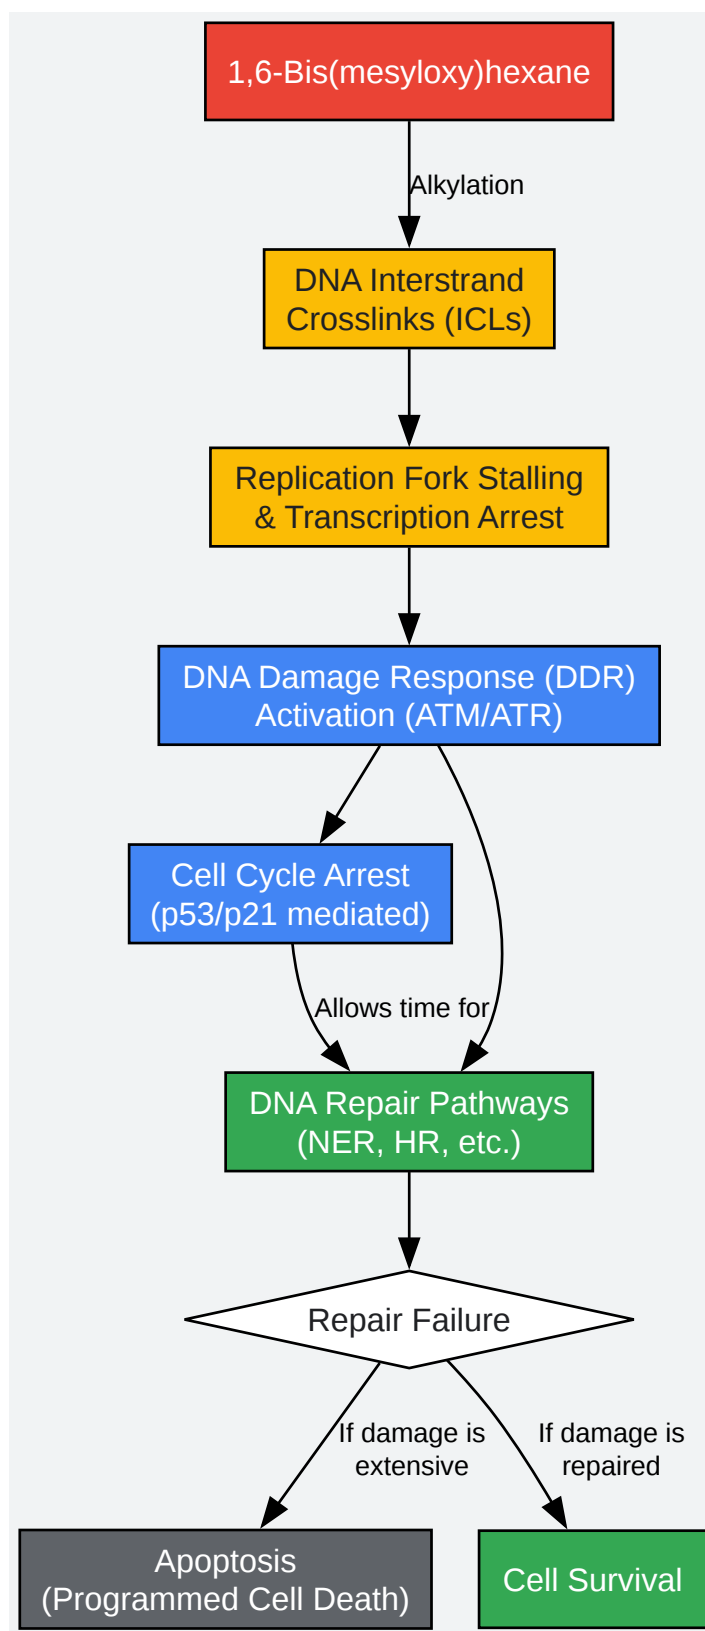 1,6-Bis(mesyloxy)hexane
Alkylation
DNA Interstrand
Crosslinks (ICLs)
Replication Fork Stalling
& Transcription Arrest
DNA Damage Response (DDR)
Activation (ATM/ATR)
Cell Cycle Arrest
(p53/p21 mediated)
Allows time for
DNA Repair Pathways
(NER, HR, etc.)
Repair Failure
If damage is
extensive
If damage is
repaired
Apoptosis
(Programmed Cell Death)
Cell Survival